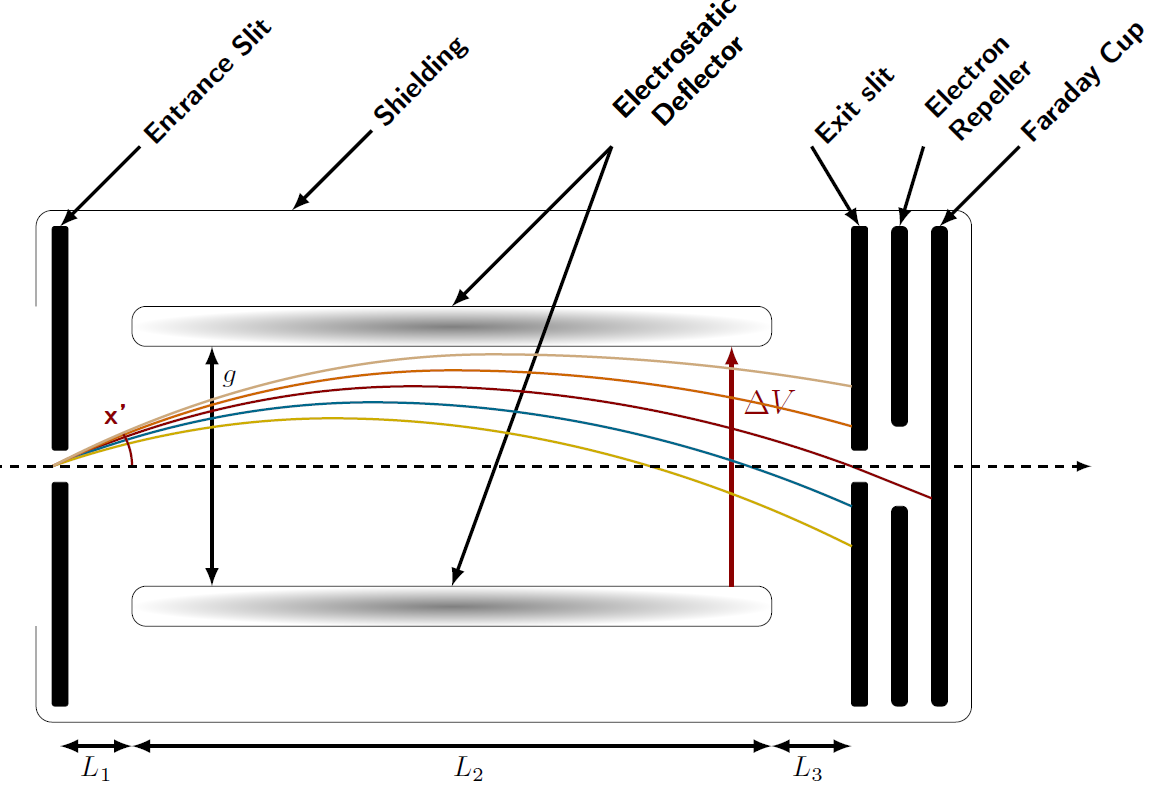 Entrance Slit
Shielding
Electrostatic
Deflector
Exit slit
Electron
Repeller
Faraday Cup
g
x'
ΔV
L₁
L₂
L₃